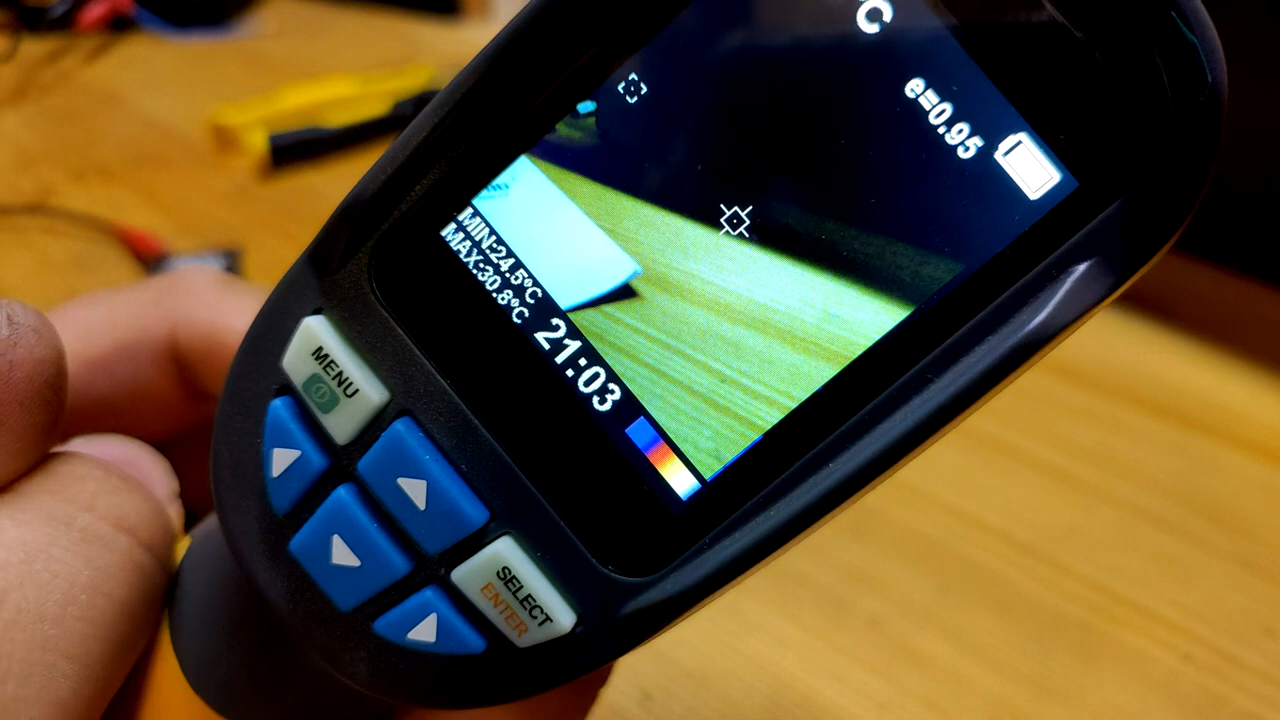 °C
e=0.95
MIN:24.5°C
MAX:30.8°C
21:03
MENU
SELECT
ENTER